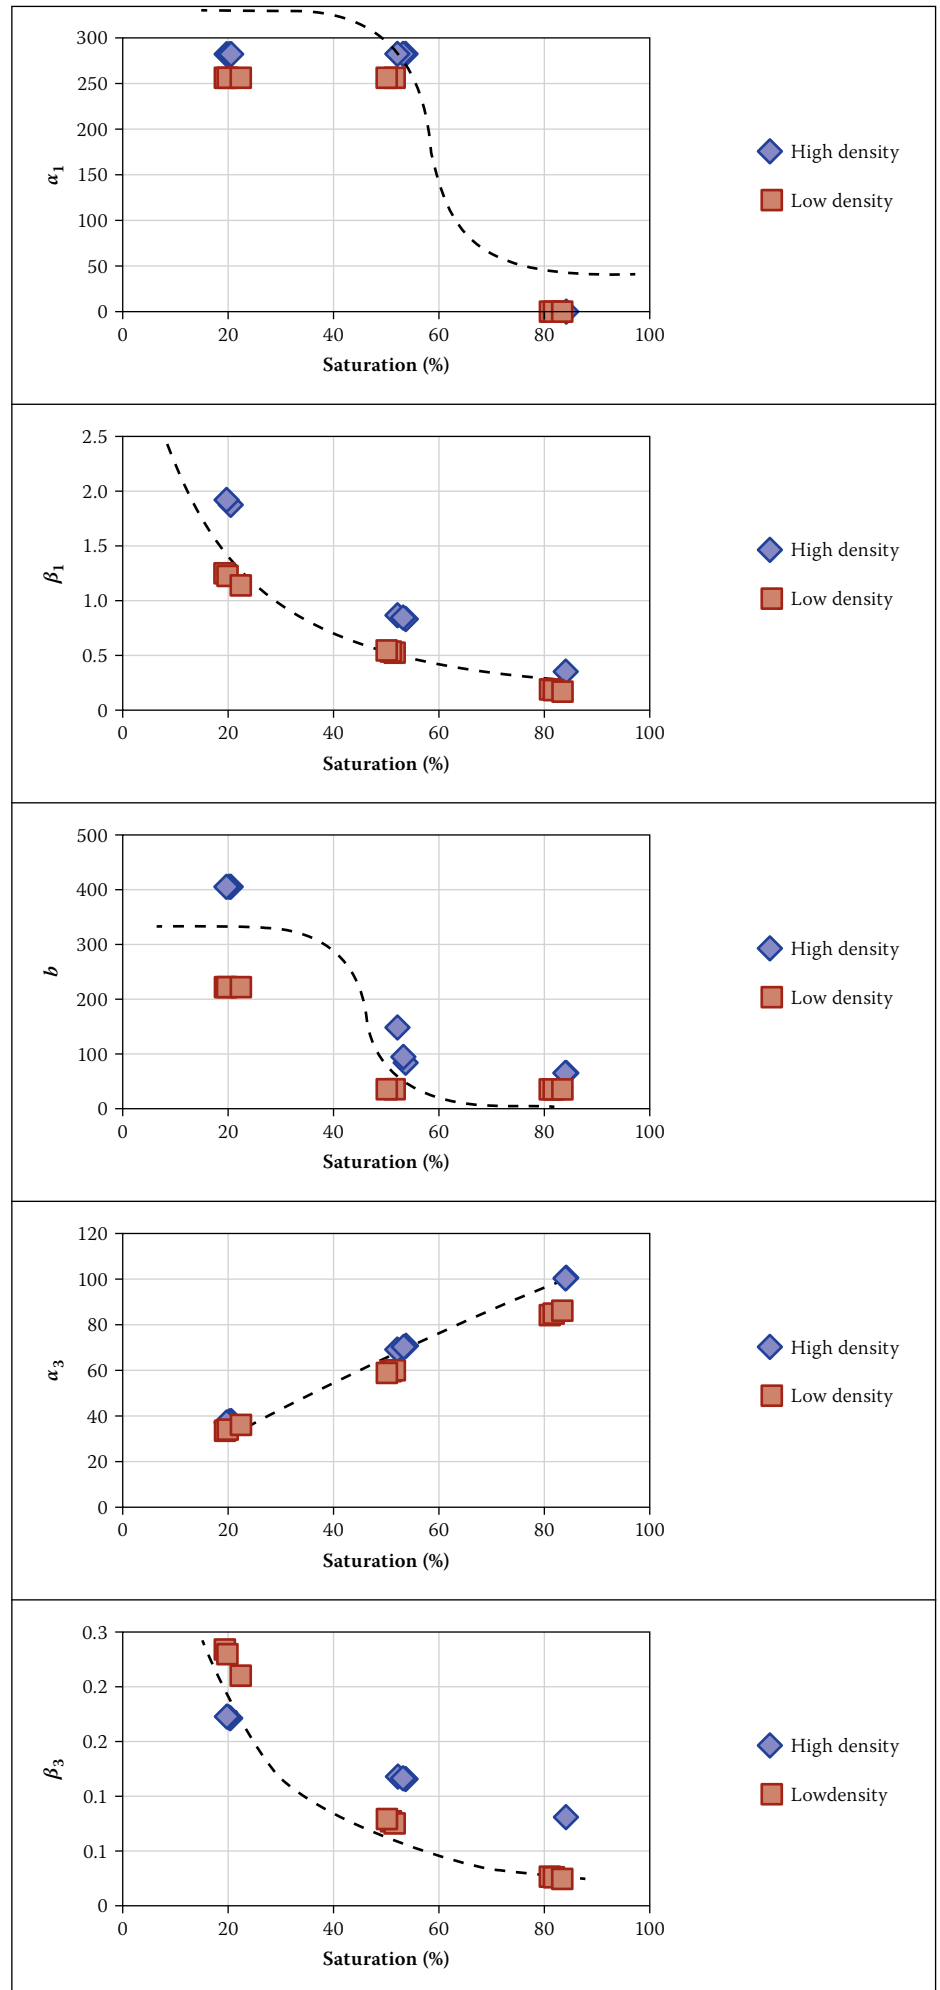 300
250
200
150
100
50
0
α1
0 20 40 60 80 100
Saturation (%)
High density
Low density
2.5
2.0
1.5
1.0
0.5
0
β1
0 20 40 60 80 100
Saturation (%)
High density
Low density
500
400
300
200
100
0
b
0 20 40 60 80 100
Saturation (%)
High density
Low density
120
100
80
60
40
20
0
α3
0 20 40 60 80 100
Saturation (%)
High density
Low density
0.3
0.2
0.2
0.1
0.1
0
β3
0 20 40 60 80 100
Saturation (%)
High density
Lowdensity